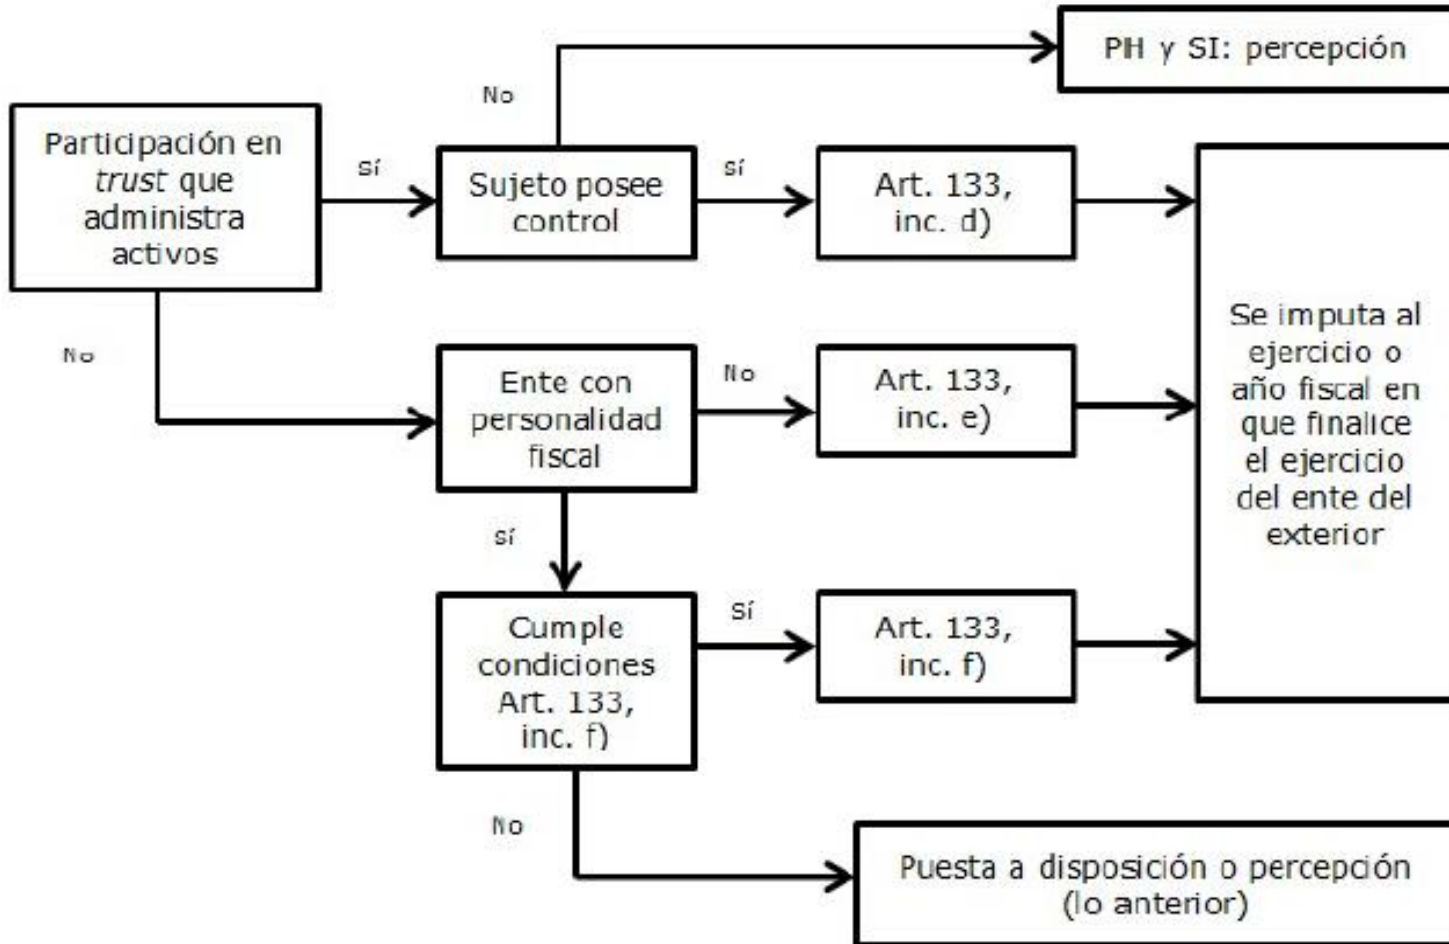 PH y SI: percepción
No
Participación en
trust que
administra
activos
Sí
Sujeto posee
control
Sí
Art. 133,
inc. d)
Se imputa al
ejercicio o
año fiscal en
que finalice
el ejercicio
del ente del
exterior
No
Ente con
personalidad
fiscal
No
Art. 133,
inc. e)
Sí
Cumple
condiciones
Art. 133,
inc. f)
Sí
Art. 133,
inc. f)
No
Puesta a disposición o percepción
(lo anterior)